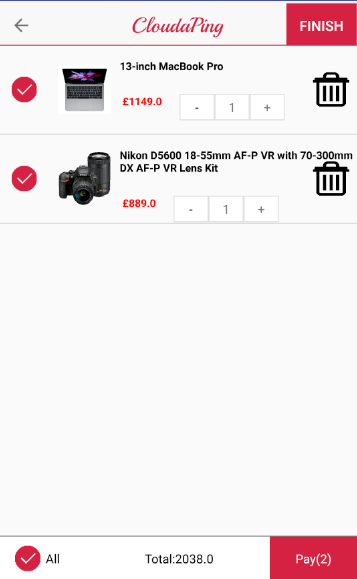 CloudaPing
FINISH
13-inch MacBook Pro
£1149.0
- 1 +
Nikon D5600 18-55mm AF-P VR with 70-300mm
DX AF-P VR Lens Kit
£889.0
- 1 +
All
Total:2038.0
Pay(2)